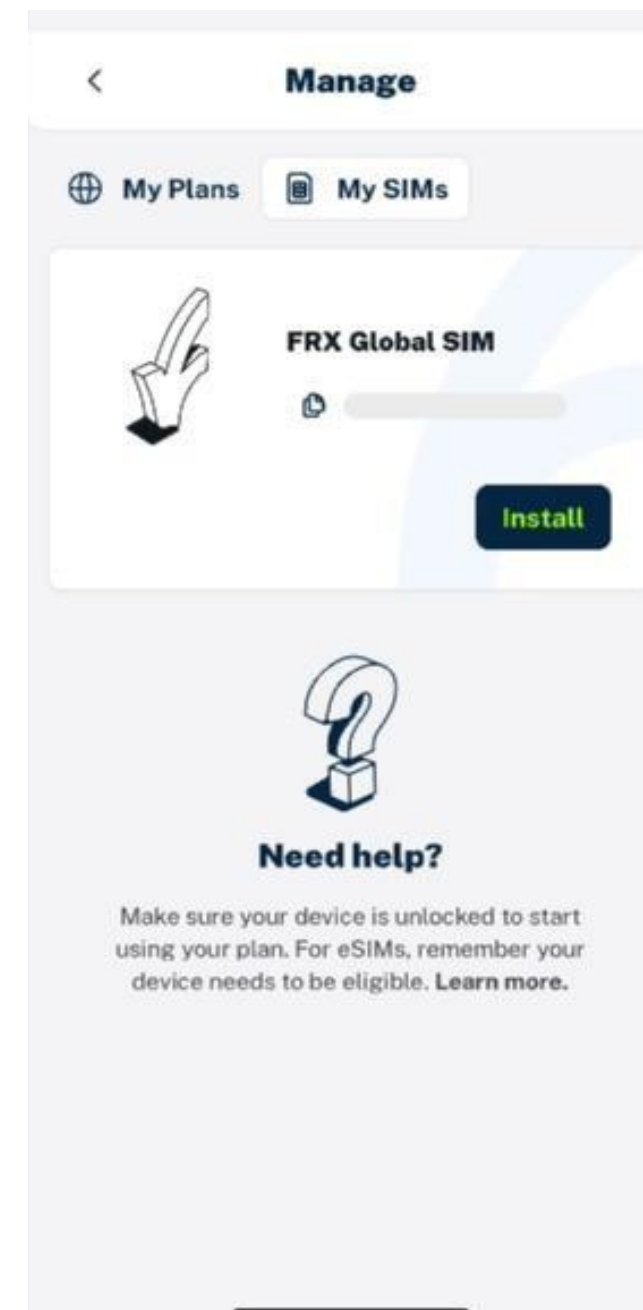 Manage
My Plans
My SIMs
FRX Global SIM
Install
Need help?
Make sure your device is unlocked to start
using your plan. For eSIMs, remember your
device needs to be eligible. Learn more.